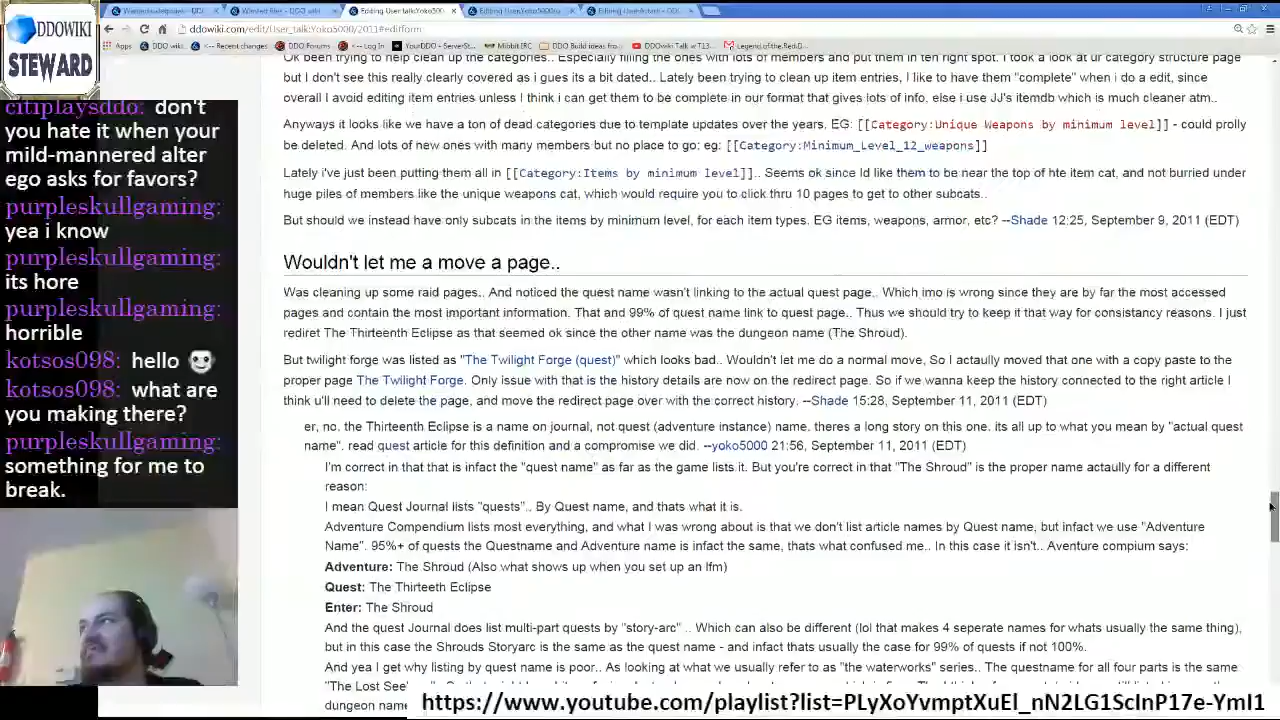 DDOWIKI
STEWARD
Editing User talk:Yoko5000
ddowiki.com/edit/User_talk:Yoko5000/2011#editform
Apps
DDO wiki
<-- Recent changes
DDO Forums
<-- Log In
YourDDO
Mibbit IRC
DDO Build ideas
DDOWiki Talk
citiplaysddo: don't
you hate it when your
mild-mannered alter
ego asks for favors?
purpleskullgaming:
yea i know
purpleskullgaming:
its hore
purpleskullgaming:
horrible
kotsos098: hello
kotsos098: what are
you making there?
purpleskullgaming:
something for me to
break.
Ok been trying to help clean up the categories.. Especially filling the ones with lots of members and put them in ten right spot. I took a look at ur category structure page
but I don't see this really clearly covered as i gues its a bit dated.. Lately been trying to clean up item entries, I like to have them "complete" when i do a edit, since
overall I avoid editing item entries unless I think i can get them to be complete in our format that gives lots of info, else i use JJ's itemdb which is much cleaner atm..
Anyways it looks like we have a ton of dead categories due to template updates over the years, EG: [[Category:Unique Weapons by minimum level]] - could prolly
be deleted. And lots of new ones with many members but no place to go: eg: [[Category:Minimum_Level_12_weapons]]
Lately i've just been putting them all in [[Category:Items by minimum level]].. Seems ok since Id like them to be near the top of hte item cat, and not burried under
huge piles of members like the unique weapons cat, which would require you to click thru 10 pages to get to other subcats..
But should we instead have only subcats in the items by minimum level, for each item types. EG items, weapons, armor, etc? --Shade 12:25, September 9, 2011 (EDT)
Wouldn't let me a move a page..
Was cleaning up some raid pages.. And noticed the quest name wasn't linking to the actual quest page.. Which imo is wrong since they are by far the most accessed
pages and contain the most important information. That and 99% of quest name link to quest page.. Thus we should try to keep it that way for consistancy reasons. I just
rediret The Thirteenth Eclipse as that seemed ok since the other name was the dungeon name (The Shroud).
But twilight forge was listed as "The Twilight Forge (quest)" which looks bad.. Wouldn't let me do a normal move, So I actaully moved that one with a copy paste to the
proper page The Twilight Forge. Only issue with that is the history details are now on the redirect page. So if we wanna keep the history connected to the right article I
think u'll need to delete the page, and move the redirect page over with the correct history. --Shade 15:28, September 11, 2011 (EDT)
er, no. the Thirteenth Eclipse is a name on journal, not quest (adventure instance) name. theres a long story on this one. its all up to what you mean by "actual quest
name". read quest article for this definition and a compromise we did. --yoko5000 21:56, September 11, 2011 (EDT)
I'm correct in that that is infact the "quest name" as far as the game lists it. But you're correct in that "The Shroud" is the proper name actaully for a different
reason:
I mean Quest Journal lists "quests".. By Quest name, and thats what it is.
Adventure Compendium lists most everything, and what I was wrong about is that we don't list article names by Quest name, but infact we use "Adventure
Name". 95%+ of quests the Questname and Adventure name is infact the same, thats what confused me.. In this case it isn't.. Aventure compium says:
Adventure: The Shroud (Also what shows up when you set up an lfm)
Quest: The Thirteeth Eclipse
Enter: The Shroud
And the quest Journal does list multi-part quests by "story-arc" .. Which can also be different (lol that makes 4 seperate names for whats usually the same thing),
but in this case the Shrouds Storyarc is the same as the quest name - and infact thats usually the case for 99% of quests if not 100%.
And yea I get why listing by quest name is poor.. As looking at what we usually refer to as "the waterworks" series.. The questname for all four parts is the same
"The Lost
dungeon name
https://www.youtube.com/playlist?list=PLyXoYvmptXuEl_nN2LG1ScInP17e-YmI1